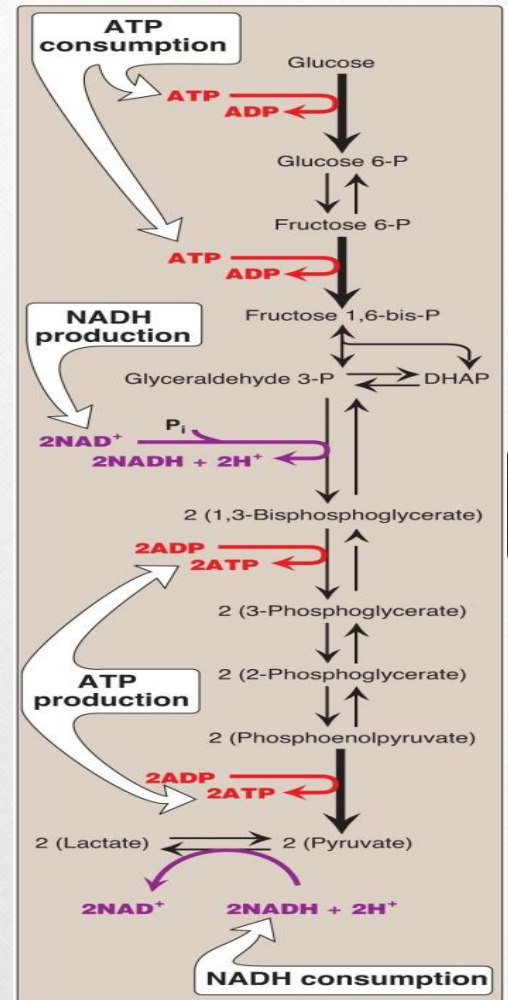 ATP
consumption
Glucose
ATP
ADP
Glucose 6-P
Fructose 6-P
ATP
ADP
Fructose 1,6-bis-P
NADH
production
Glyceraldehyde 3-P
DHAP
Pi
2NAD⁺
2NADH + 2H⁺
2 (1,3-Bisphosphoglycerate)
2ADP
2ATP
2 (3-Phosphoglycerate)
ATP
production
2 (2-Phosphoglycerate)
2 (Phosphoenolpyruvate)
2ADP
2ATP
2 (Lactate)
2 (Pyruvate)
2NAD⁺
2NADH + 2H⁺
NADH consumption